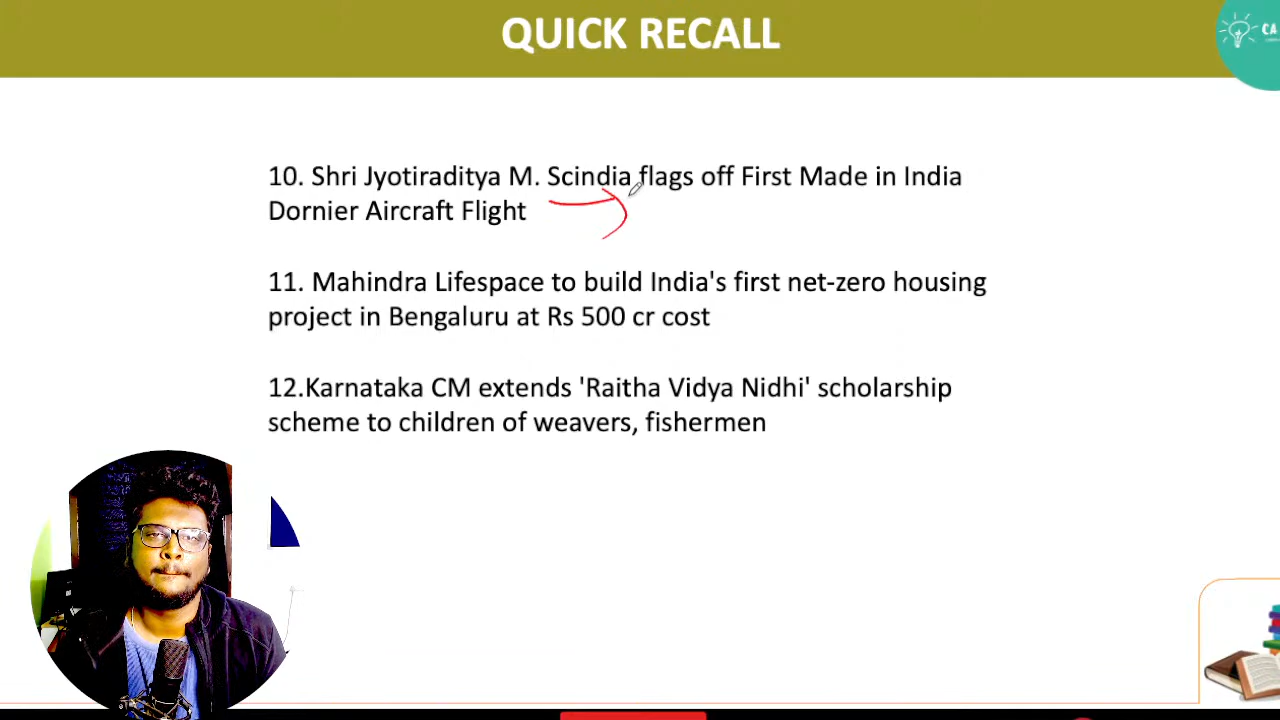 QUICK RECALL
CA
10. Shri Jyotiraditya M. Scindia flags off First Made in India
Dornier Aircraft Flight
11. Mahindra Lifespace to build India's first net-zero housing
project in Bengaluru at Rs 500 cr cost
12.Karnataka CM extends 'Raitha Vidya Nidhi' scholarship
scheme to children of weavers, fishermen